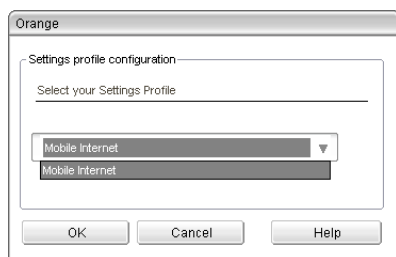 Orange
Settings profile configuration
Select your Settings Profile
Mobile Internet
Mobile Internet
OK Cancel Help